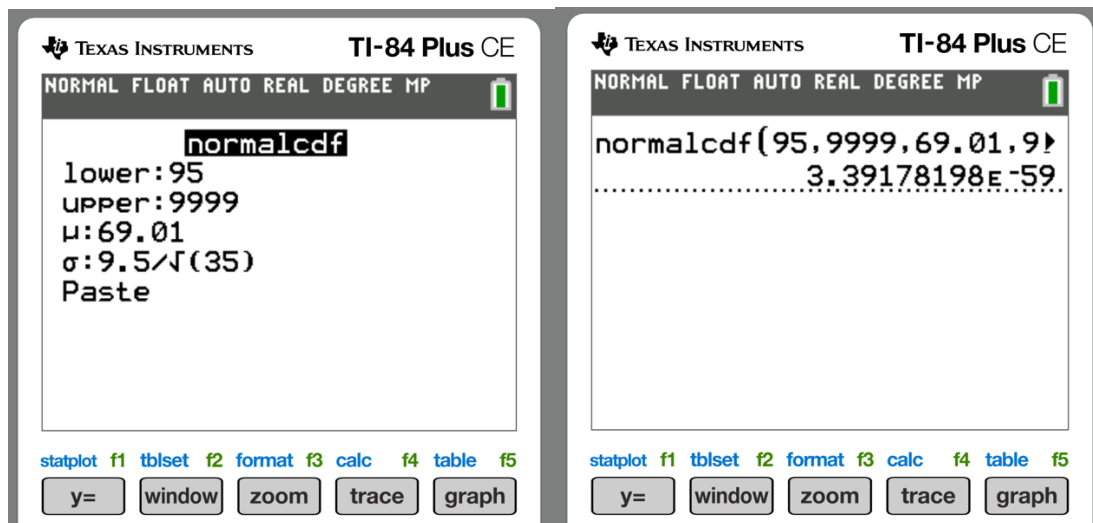 TEXAS INSTRUMENTS TI-84 Plus CE
NORMAL FLOAT AUTO REAL DEGREE MP
normalcdf
lower:95
upper:9999
μ:69.01
σ:9.5/√(35)
Paste
statplot f1 tblset f2 format f3 calc f4 table f5
y= window zoom trace graph
TEXAS INSTRUMENTS TI-84 Plus CE
NORMAL FLOAT AUTO REAL DEGREE MP
normalcdf(95,9999,69.01,9
3.39178198E-59
statplot f1 tblset f2 format f3 calc f4 table f5
y= window zoom trace graph